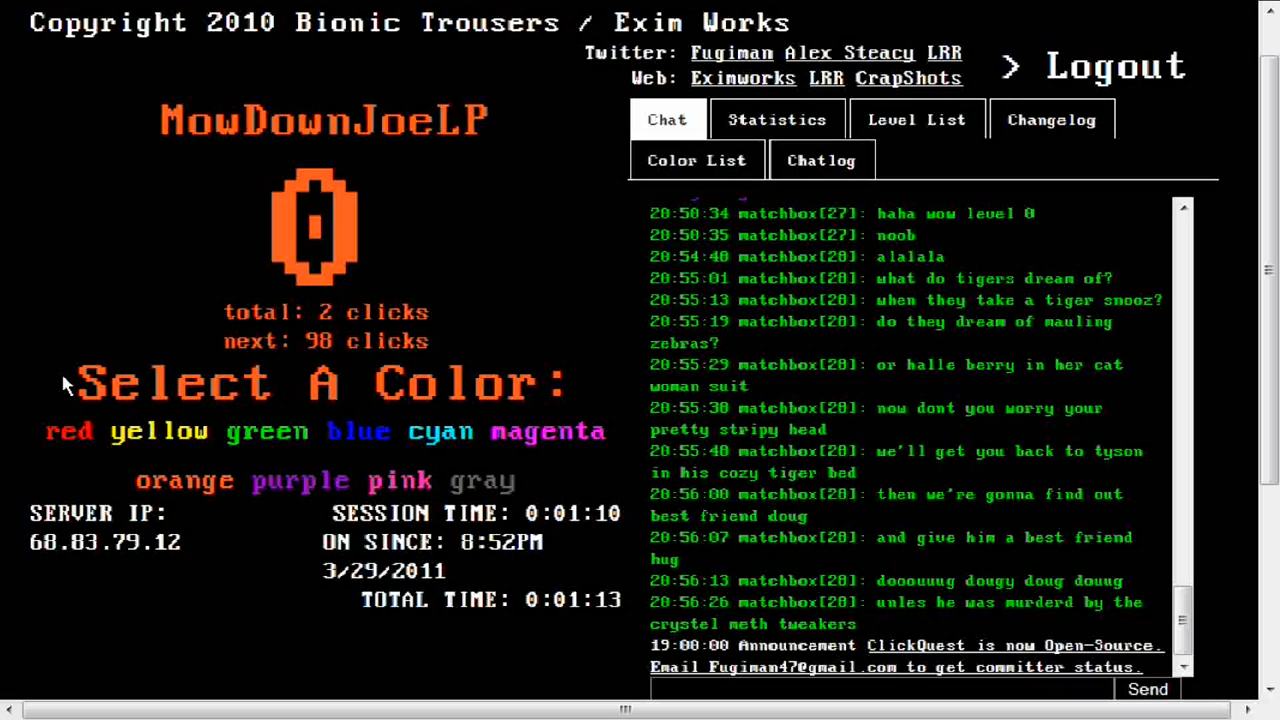 Copyright 2010 Bionic Trousers / Exim Works
Twitter: Fugiman Alex Steacy LRR
Web: Eximworks LRR CrapShots
> Logout
MowDownJoeLP
0
total: 2 clicks
next: 98 clicks
Select A Color:
red yellow green blue cyan magenta
orange purple pink gray
SERVER IP:
68.83.79.12
SESSION TIME: 0:01:10
ON SINCE: 8:52PM
3/29/2011
TOTAL TIME: 0:01:13
Chat Statistics Level List Changelog
Color List Chatlog
20:50:34 matchbox[27]: haha wow level 0
20:50:35 matchbox[27]: noob
20:54:40 matchbox[28]: alalala
20:55:01 matchbox[28]: what do tigers dream of?
20:55:13 matchbox[28]: when they take a tiger snooz?
20:55:19 matchbox[28]: do they dream of mauling
zebras?
20:55:29 matchbox[28]: or halle berry in her cat
woman suit
20:55:38 matchbox[28]: now dont you worry your
pretty stripy head
20:55:48 matchbox[28]: we'll get you back to tyson
in his cozy tiger bed
20:56:00 matchbox[28]: then we're gonna find out
best friend doug
20:56:07 matchbox[28]: and give him a best friend
hug
20:56:13 matchbox[28]: dooouuug dougy doug douug
20:56:26 matchbox[28]: unles he was murderd by the
crystel meth tweakers
19:00:00 Announcement ClickQuest is now Open-Source.
Email Fugiman47@gmail.com to get committer status.
Send